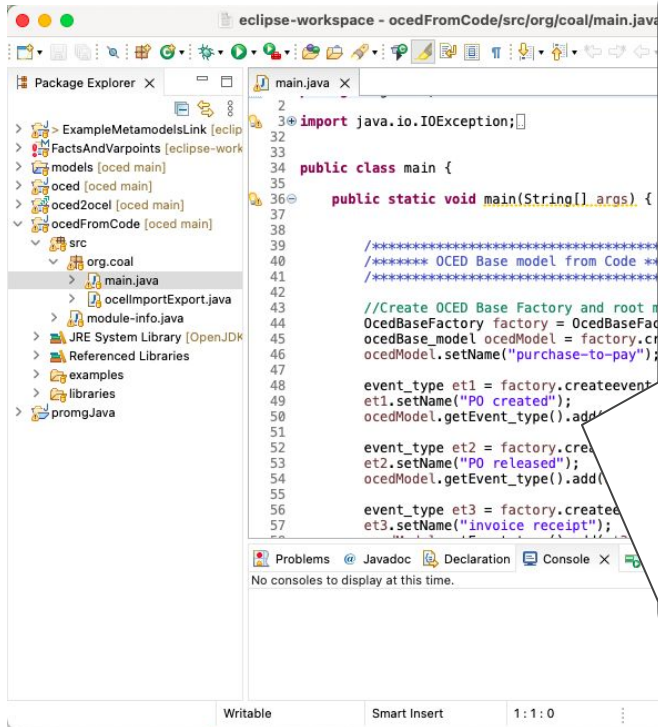 eclipse-workspace - ocedFromCode/src/org/coal/main.java
Package Explorer
> > ExampleMetamodelsLink [eclip
> FactsAndVarpoints [eclipse-work
> models [oced main]
> oced [oced main]
> oced2ocel [oced main]
ocedFromCode [oced main]
src
org.coal
> main.java
> ocelImportExport.java
> module-info.java
> JRE System Library [OpenJDK
> Referenced Libraries
> examples
> libraries
> promgJava
main.java
2
3 import java.io.IOException;
32
33
34 public class main {
35
36 public static void main(String[] args) {
37
38
39 /************************************
40 /******* OCED Base model from Code **
41 /************************************
42
43 //Create OCED Base Factory and root m
44 OcedBaseFactory factory = OcedBaseFac
45 ocedBase_model ocedModel = factory.cr
46 ocedModel.setName("purchase-to-pay");
47
48 event_type et1 = factory.createevent
49 et1.setName("PO created");
50 ocedModel.getEvent_type().add(
51
52 event_type et2 = factory.crea
53 et2.setName("PO released");
54 ocedModel.getEvent_type().add(
55
56 event_type et3 = factory.createe
57 et3.setName("invoice receipt");
Problems @ Javadoc Declaration Console
No consoles to display at this time.
Writable Smart Insert 1 : 1 : 0